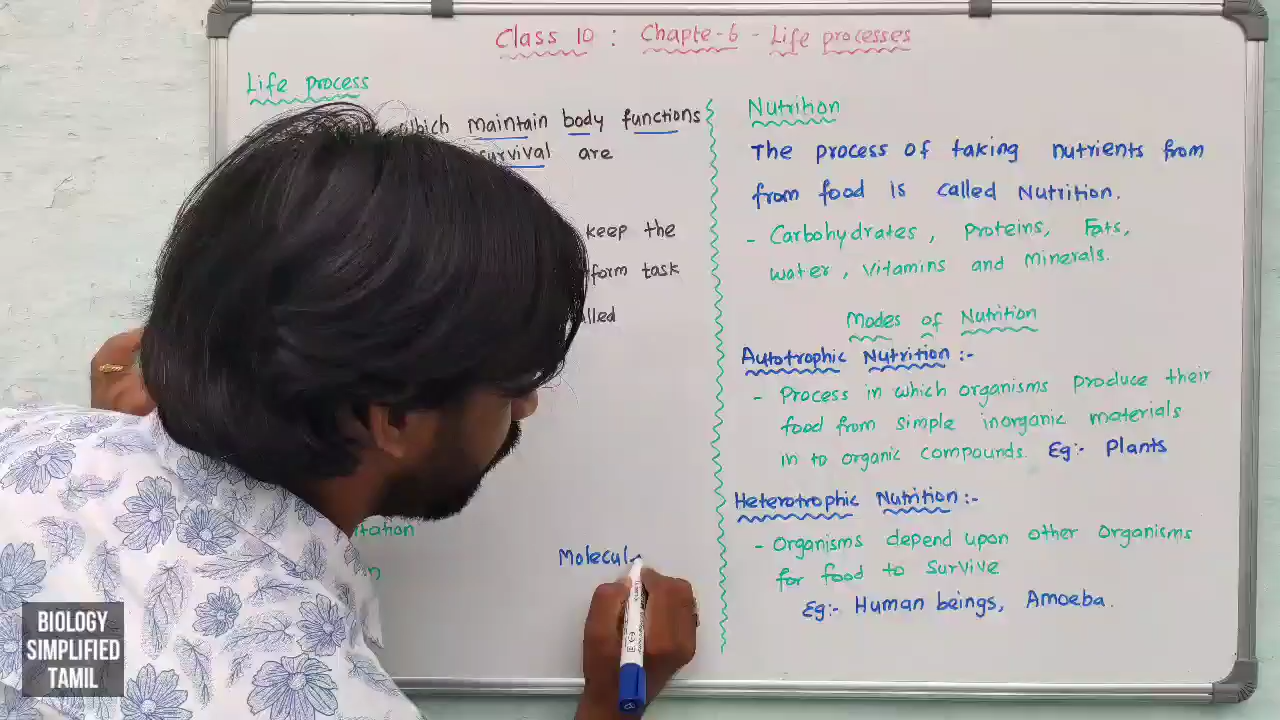 Class 10 : Chapte-6 - Life processes
Life process
which maintain body functions
survival are
keep the
form task
alled
tation
n
Molecul
Nutrition
The process of taking nutrients from
from food is called Nutrition.
- Carbohydrates, Proteins, Fats,
water, Vitamins and Minerals.
Modes of Nutrition
Autotrophic Nutrition :-
- Process in which organisms produce their
food from simple inorganic materials
in to organic compounds. Eg:- Plants
Heterotrophic Nutrition :-
- Organisms depend upon other organisms
for food to survive
Eg:- Human beings, Amoeba.
BIOLOGY
SIMPLIFIED
TAMIL